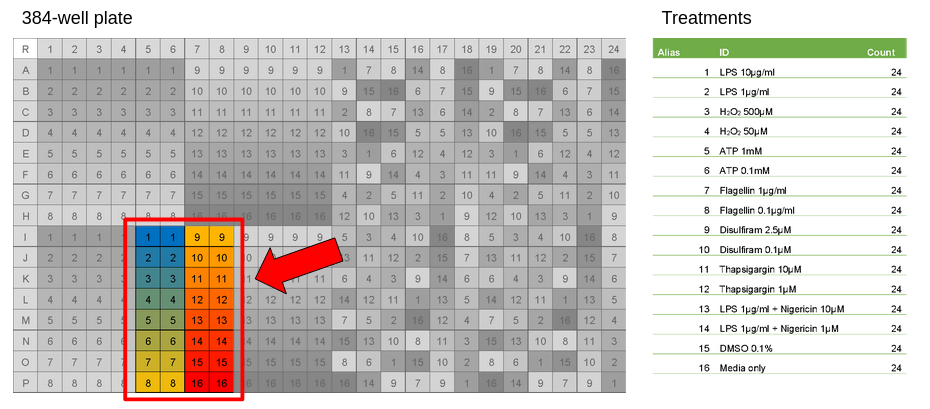 384-well plate
Treatments
R 1 2 3 4 5 6 7 8 9 10 11 12 13 14 15 16 17 18 19 20 21 22 23 24
A 1 1 1 1 1 1 9 9 9 9 9 9 1 7 8 14 8 16 1 7 8 14 8 16
B 2 2 2 2 2 2 10 10 10 10 10 10 9 15 16 6 7 15 9 15 16 6 7 15
C 3 3 3 3 3 3 11 11 11 11 11 11 2 8 7 13 6 14 2 8 7 13 6 14
D 4 4 4 4 4 4 12 12 12 12 12 12 10 16 15 5 5 13 10 16 15 5 5 13
E 5 5 5 5 5 5 13 13 13 13 13 13 3 1 6 12 4 12 3 1 6 12 4 12
F 6 6 6 6 6 6 14 14 14 14 14 14 11 9 14 4 3 11 11 9 14 4 3 11
G 7 7 7 7 7 7 15 15 15 15 15 15 4 2 5 11 2 10 4 2 5 11 2 10
H 8 8 8 8 8 8 16 16 16 16 16 16 12 10 13 3 1 9 12 10 13 3 1 9
I 1 1 1 1 1 9 9 9 9 9 9 5 3 4 10 16 8 5 3 4 10 16 8
J 2 2 2 2 2 10 10 10 13 11 12 2 15 7 13 11 12 2 15 7
K 3 3 3 3 3 11 11 11 11 6 4 3 9 14 6 6 4 3 9 14 6
L 4 4 4 4 4 12 12 12 12 12 12 14 12 11 1 13 5 14 12 11 1 13 5
M 5 5 5 5 5 13 13 13 13 13 13 7 5 2 16 12 4 7 5 2 16 12 4
N 6 6 6 6 6 14 14 14 14 14 14 15 13 10 8 11 3 15 13 10 8 11 3
O 7 7 7 7 7 15 15 15 15 15 15 8 6 1 15 10 2 8 6 1 15 10 2
P 8 8 8 8 8 16 16 16 16 16 16 16 14 9 7 9 1 16 14 9 7 9 1
Alias ID Count
1 LPS 10µg/ml 24
2 LPS 1µg/ml 24
3 H₂O₂ 500µM 24
4 H₂O₂ 50µM 24
5 ATP 1mM 24
6 ATP 0.1mM 24
7 Flagellin 1µg/ml 24
8 Flagellin 0.1µg/ml 24
9 Disulfiram 2.5µM 24
10 Disulfiram 0.1µM 24
11 Thapsigargin 10µM 24
12 Thapsigargin 1µM 24
13 LPS 1µg/ml + Nigericin 10µM 24
14 LPS 1µg/ml + Nigericin 1µM 24
15 DMSO 0.1% 24
16 Media only 24